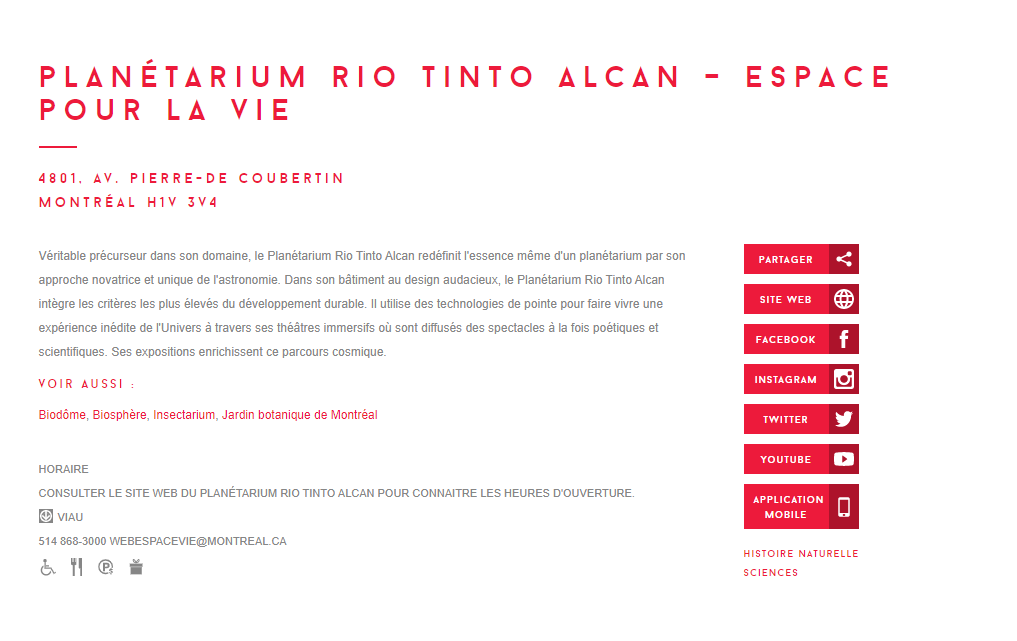 PLANÉTARIUM RIO TINTO ALCAN - ESPACE
POUR LA VIE
4801, AV. PIERRE-DE COUBERTIN
MONTRÉAL H1V 3V4
Véritable précurseur dans son domaine, le Planétarium Rio Tinto Alcan redéfinit l'essence même d'un planétarium par son
approche novatrice et unique de l'astronomie. Dans son bâtiment au design audacieux, le Planétarium Rio Tinto Alcan
intègre les critères les plus élevés du développement durable. Il utilise des technologies de pointe pour faire vivre une
expérience inédite de l'Univers à travers ses théâtres immersifs où sont diffusés des spectacles à la fois poétiques et
scientifiques. Ses expositions enrichissent ce parcours cosmique.
VOIR AUSSI :
Biodôme, Biosphère, Insectarium, Jardin botanique de Montréal
HORAIRE
CONSULTER LE SITE WEB DU PLANÉTARIUM RIO TINTO ALCAN POUR CONNAITRE LES HEURES D'OUVERTURE.
VIAU
514 868-3000 WEBESPACEVIE@MONTREAL.CA
PARTAGER
SITE WEB
FACEBOOK
INSTAGRAM
TWITTER
YOUTUBE
APPLICATION
MOBILE
HISTOIRE NATURELLE
SCIENCES